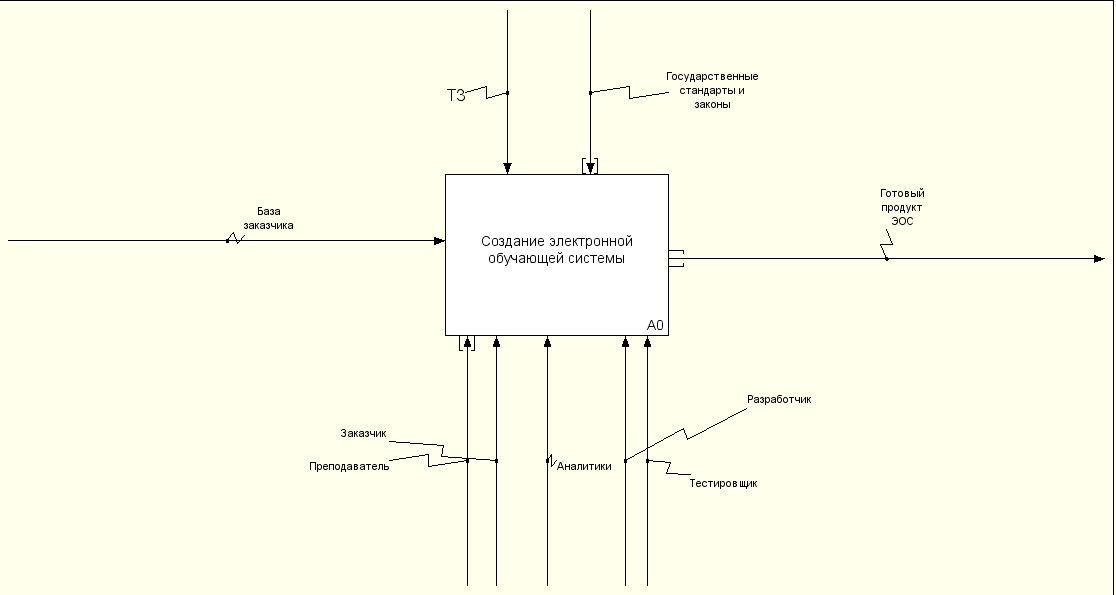 ТЗ
Государственные
стандарты и
законы
База
заказчика
Готовый
продукт
ЭОС
Создание электронной
обучающей системы
A0
Разработчик
Заказчик
Преподаватель
Аналитики
Тестировщик